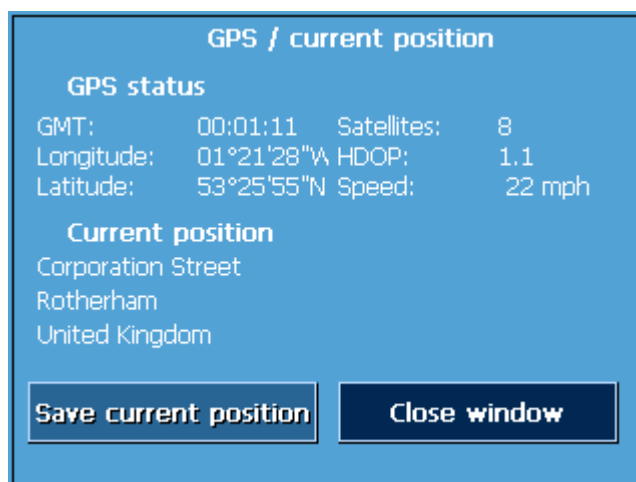 GPS / current position
GPS status
GMT: 00:01:11 Satellites: 8
Longitude: 01°21'28"W HDOP: 1.1
Latitude: 53°25'55"N Speed: 22 mph
Current position
Corporation Street
Rotherham
United Kingdom
Save current position Close window